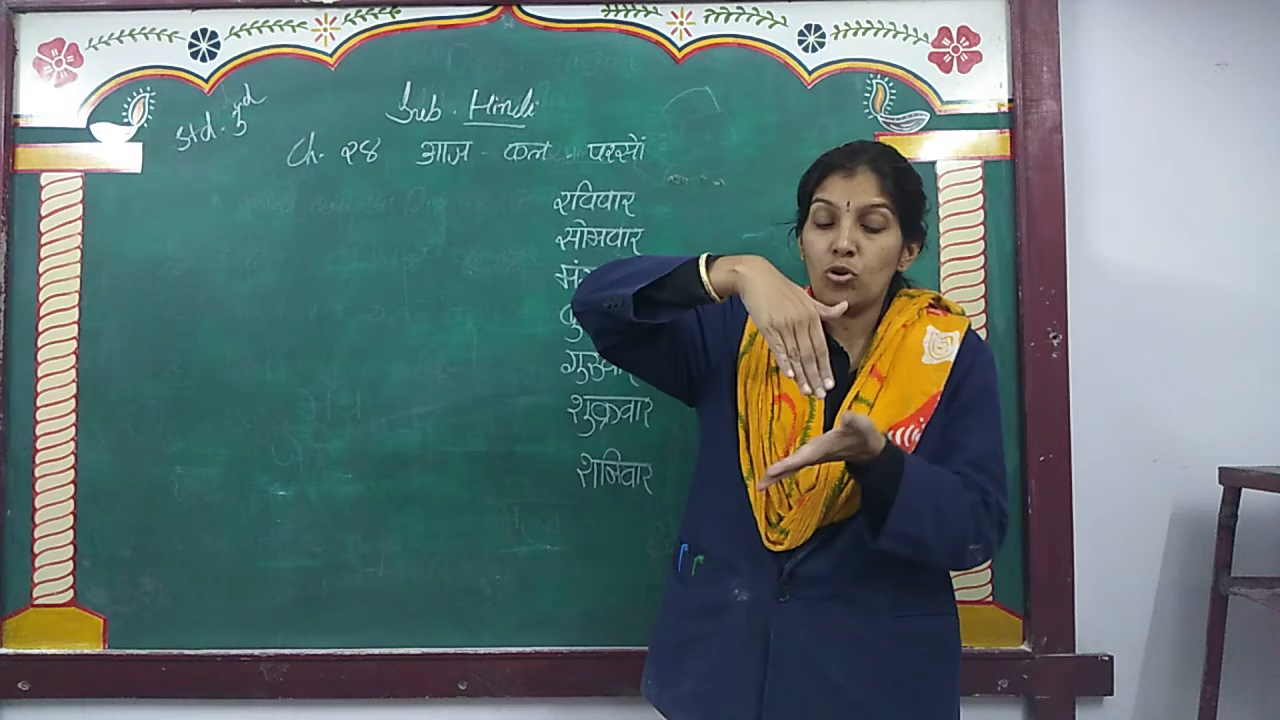 Std. 3rd
Sub. Hindi
Ch. २४ आज - कल - परसों
रविवार
सोमवार
गुरुवार
शुक्रवार
शनिवार